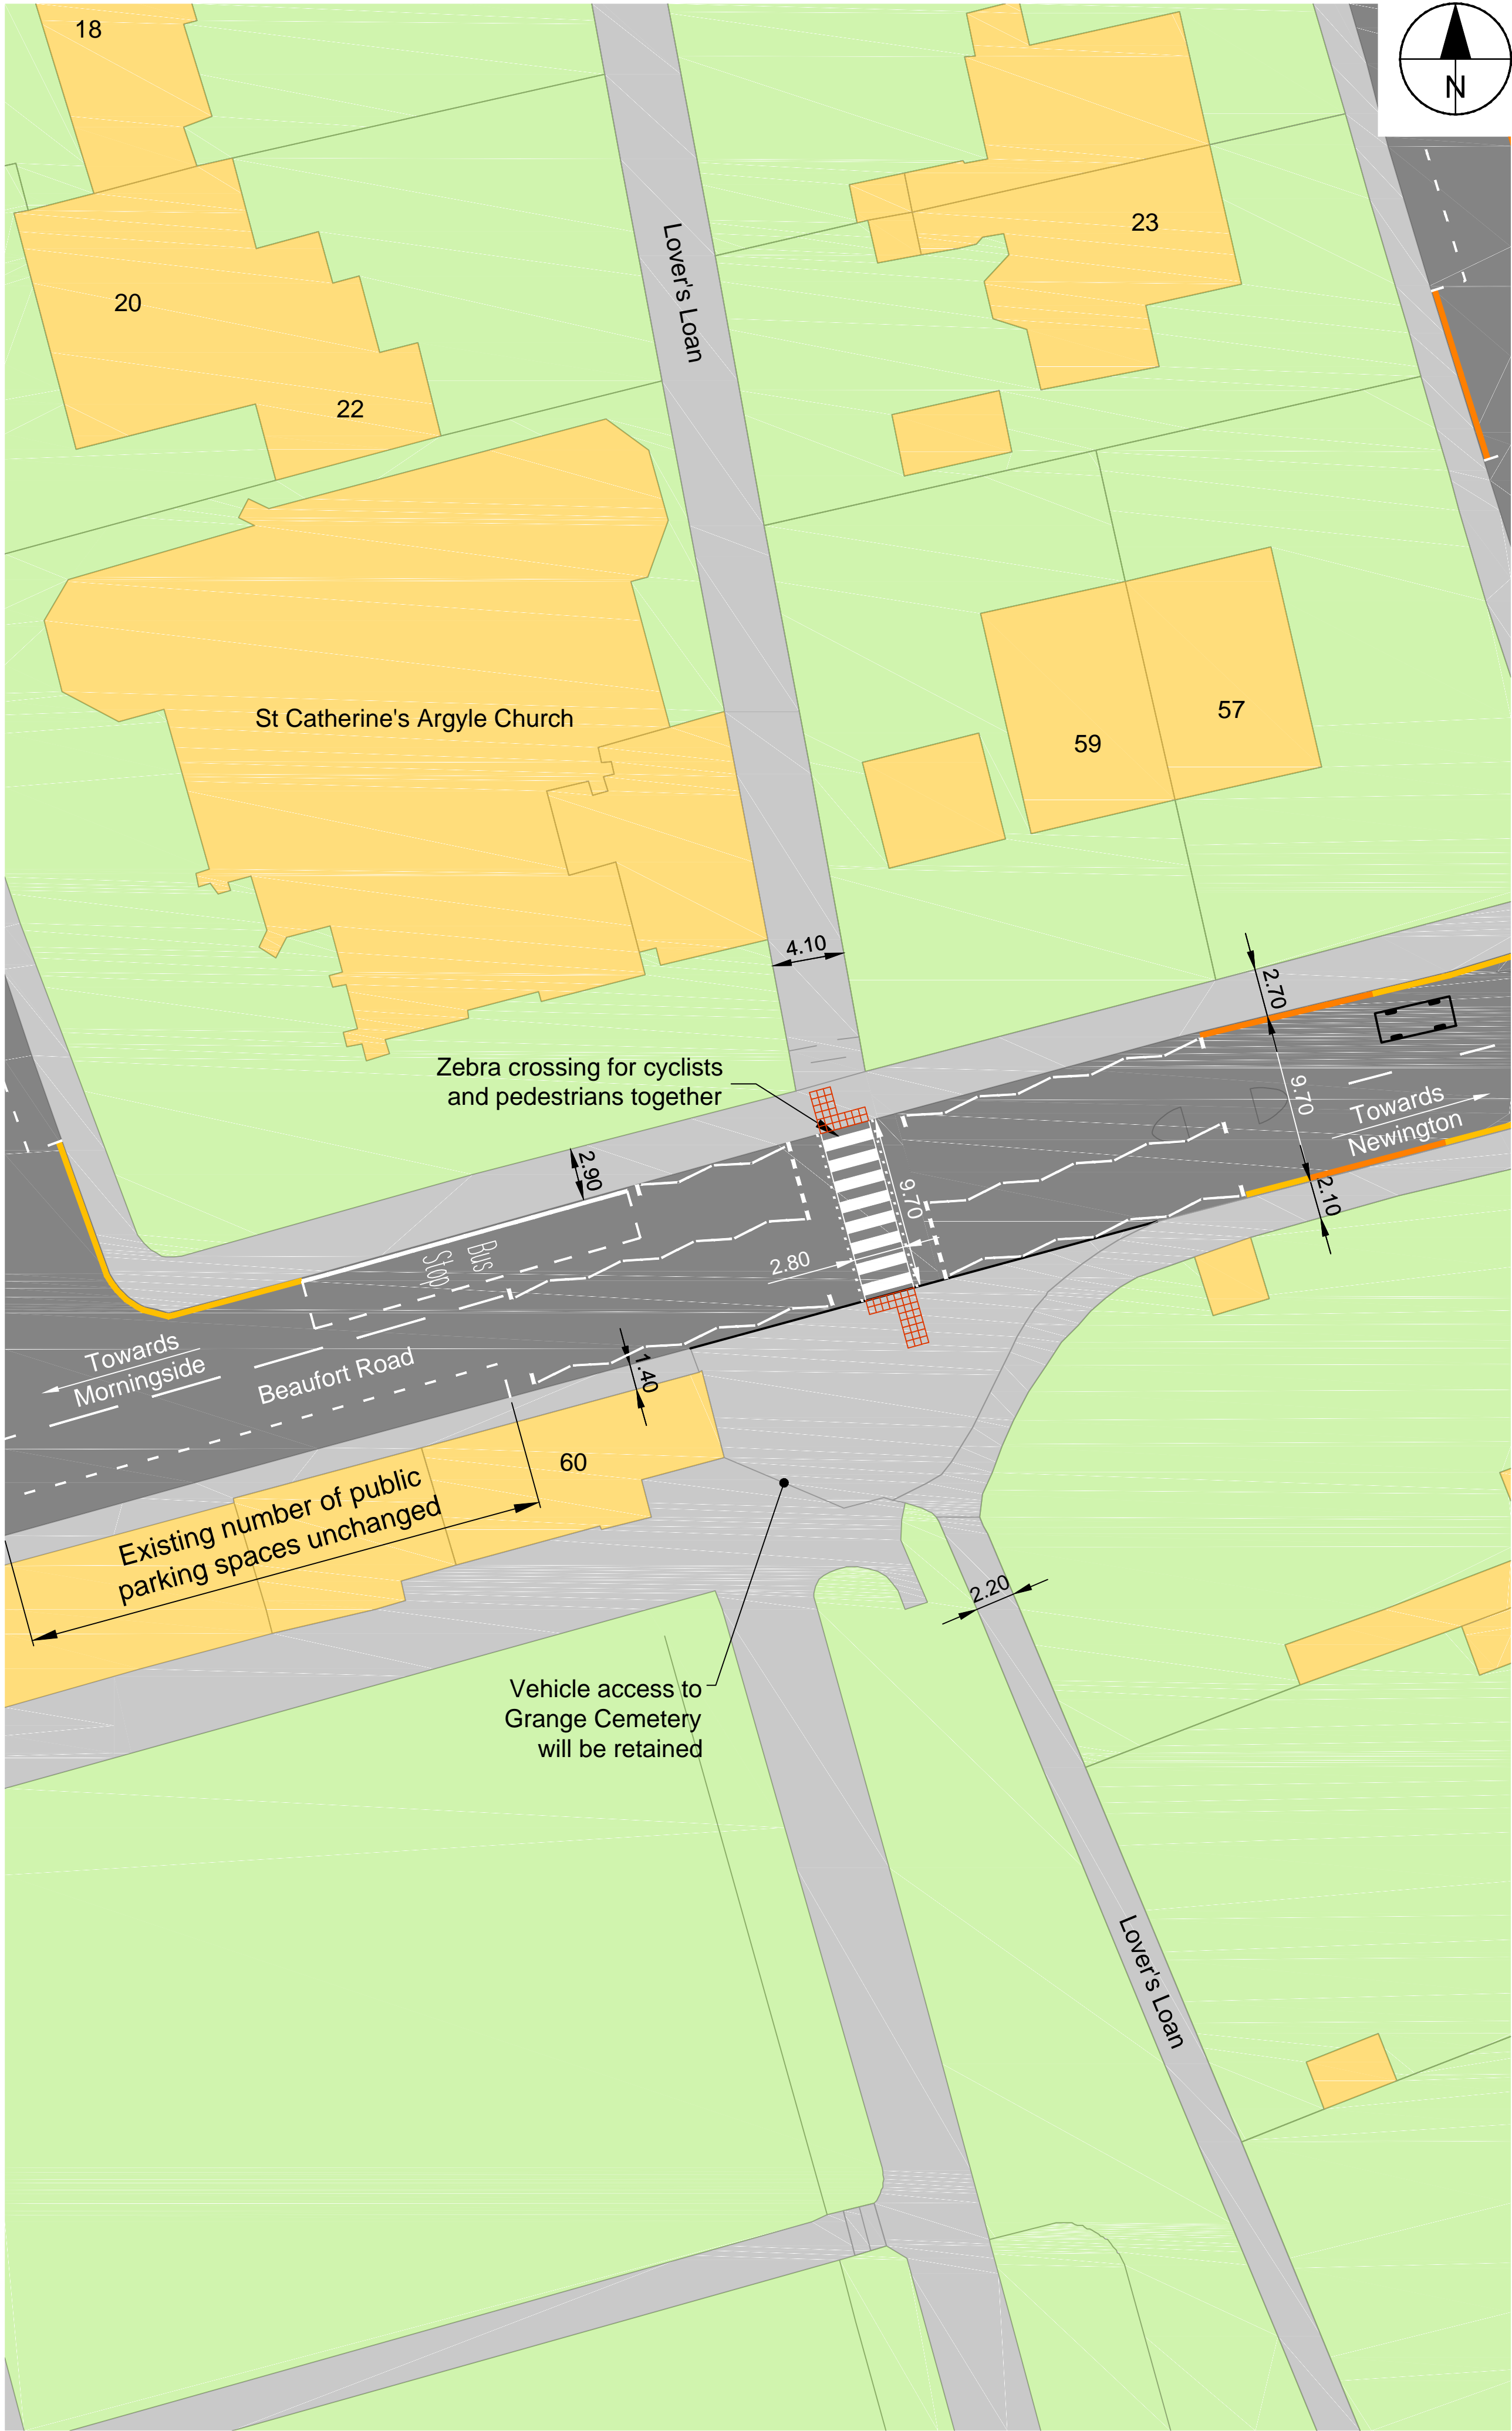 18
N
23
20
Lover's Loan
22
57
St Catherine's Argyle Church
59
4.10
2.70
Zebra crossing for cyclists
and pedestrians together
9.70
Towards
Newington
2.90
9.70
2.10
Bus
Stop
2.80
Towards
Morningside
Beaufort Road
1.40
60
Existing number of public
parking spaces unchanged
2.20
Vehicle access to
Grange Cemetery
will be retained
Lover's Loan